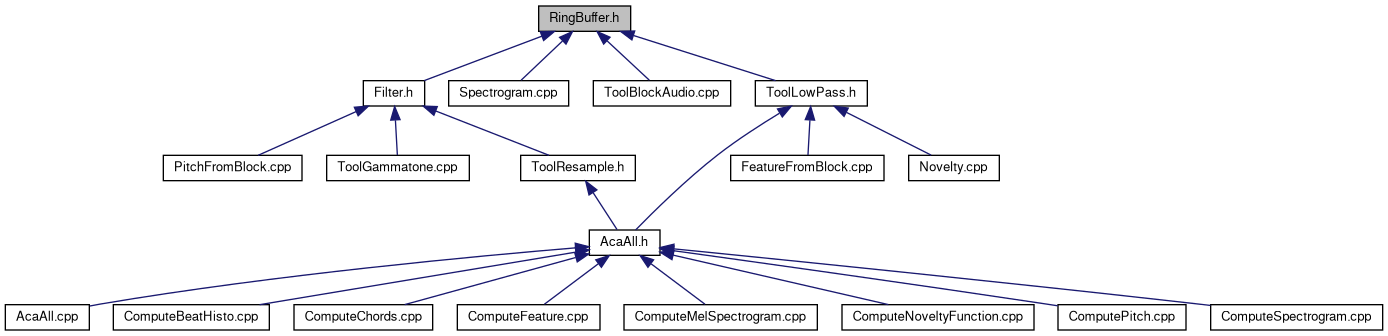 RingBuffer.h
Filter.h
Spectrogram.cpp
ToolBlockAudio.cpp
ToolLowPass.h
PitchFromBlock.cpp
ToolGammatone.cpp
ToolResample.h
FeatureFromBlock.cpp
Novelty.cpp
AcaAll.h
AcaAll.cpp
ComputeBeatHisto.cpp
ComputeChords.cpp
ComputeFeature.cpp
ComputeMelSpectrogram.cpp
ComputeNoveltyFunction.cpp
ComputePitch.cpp
ComputeSpectrogram.cpp